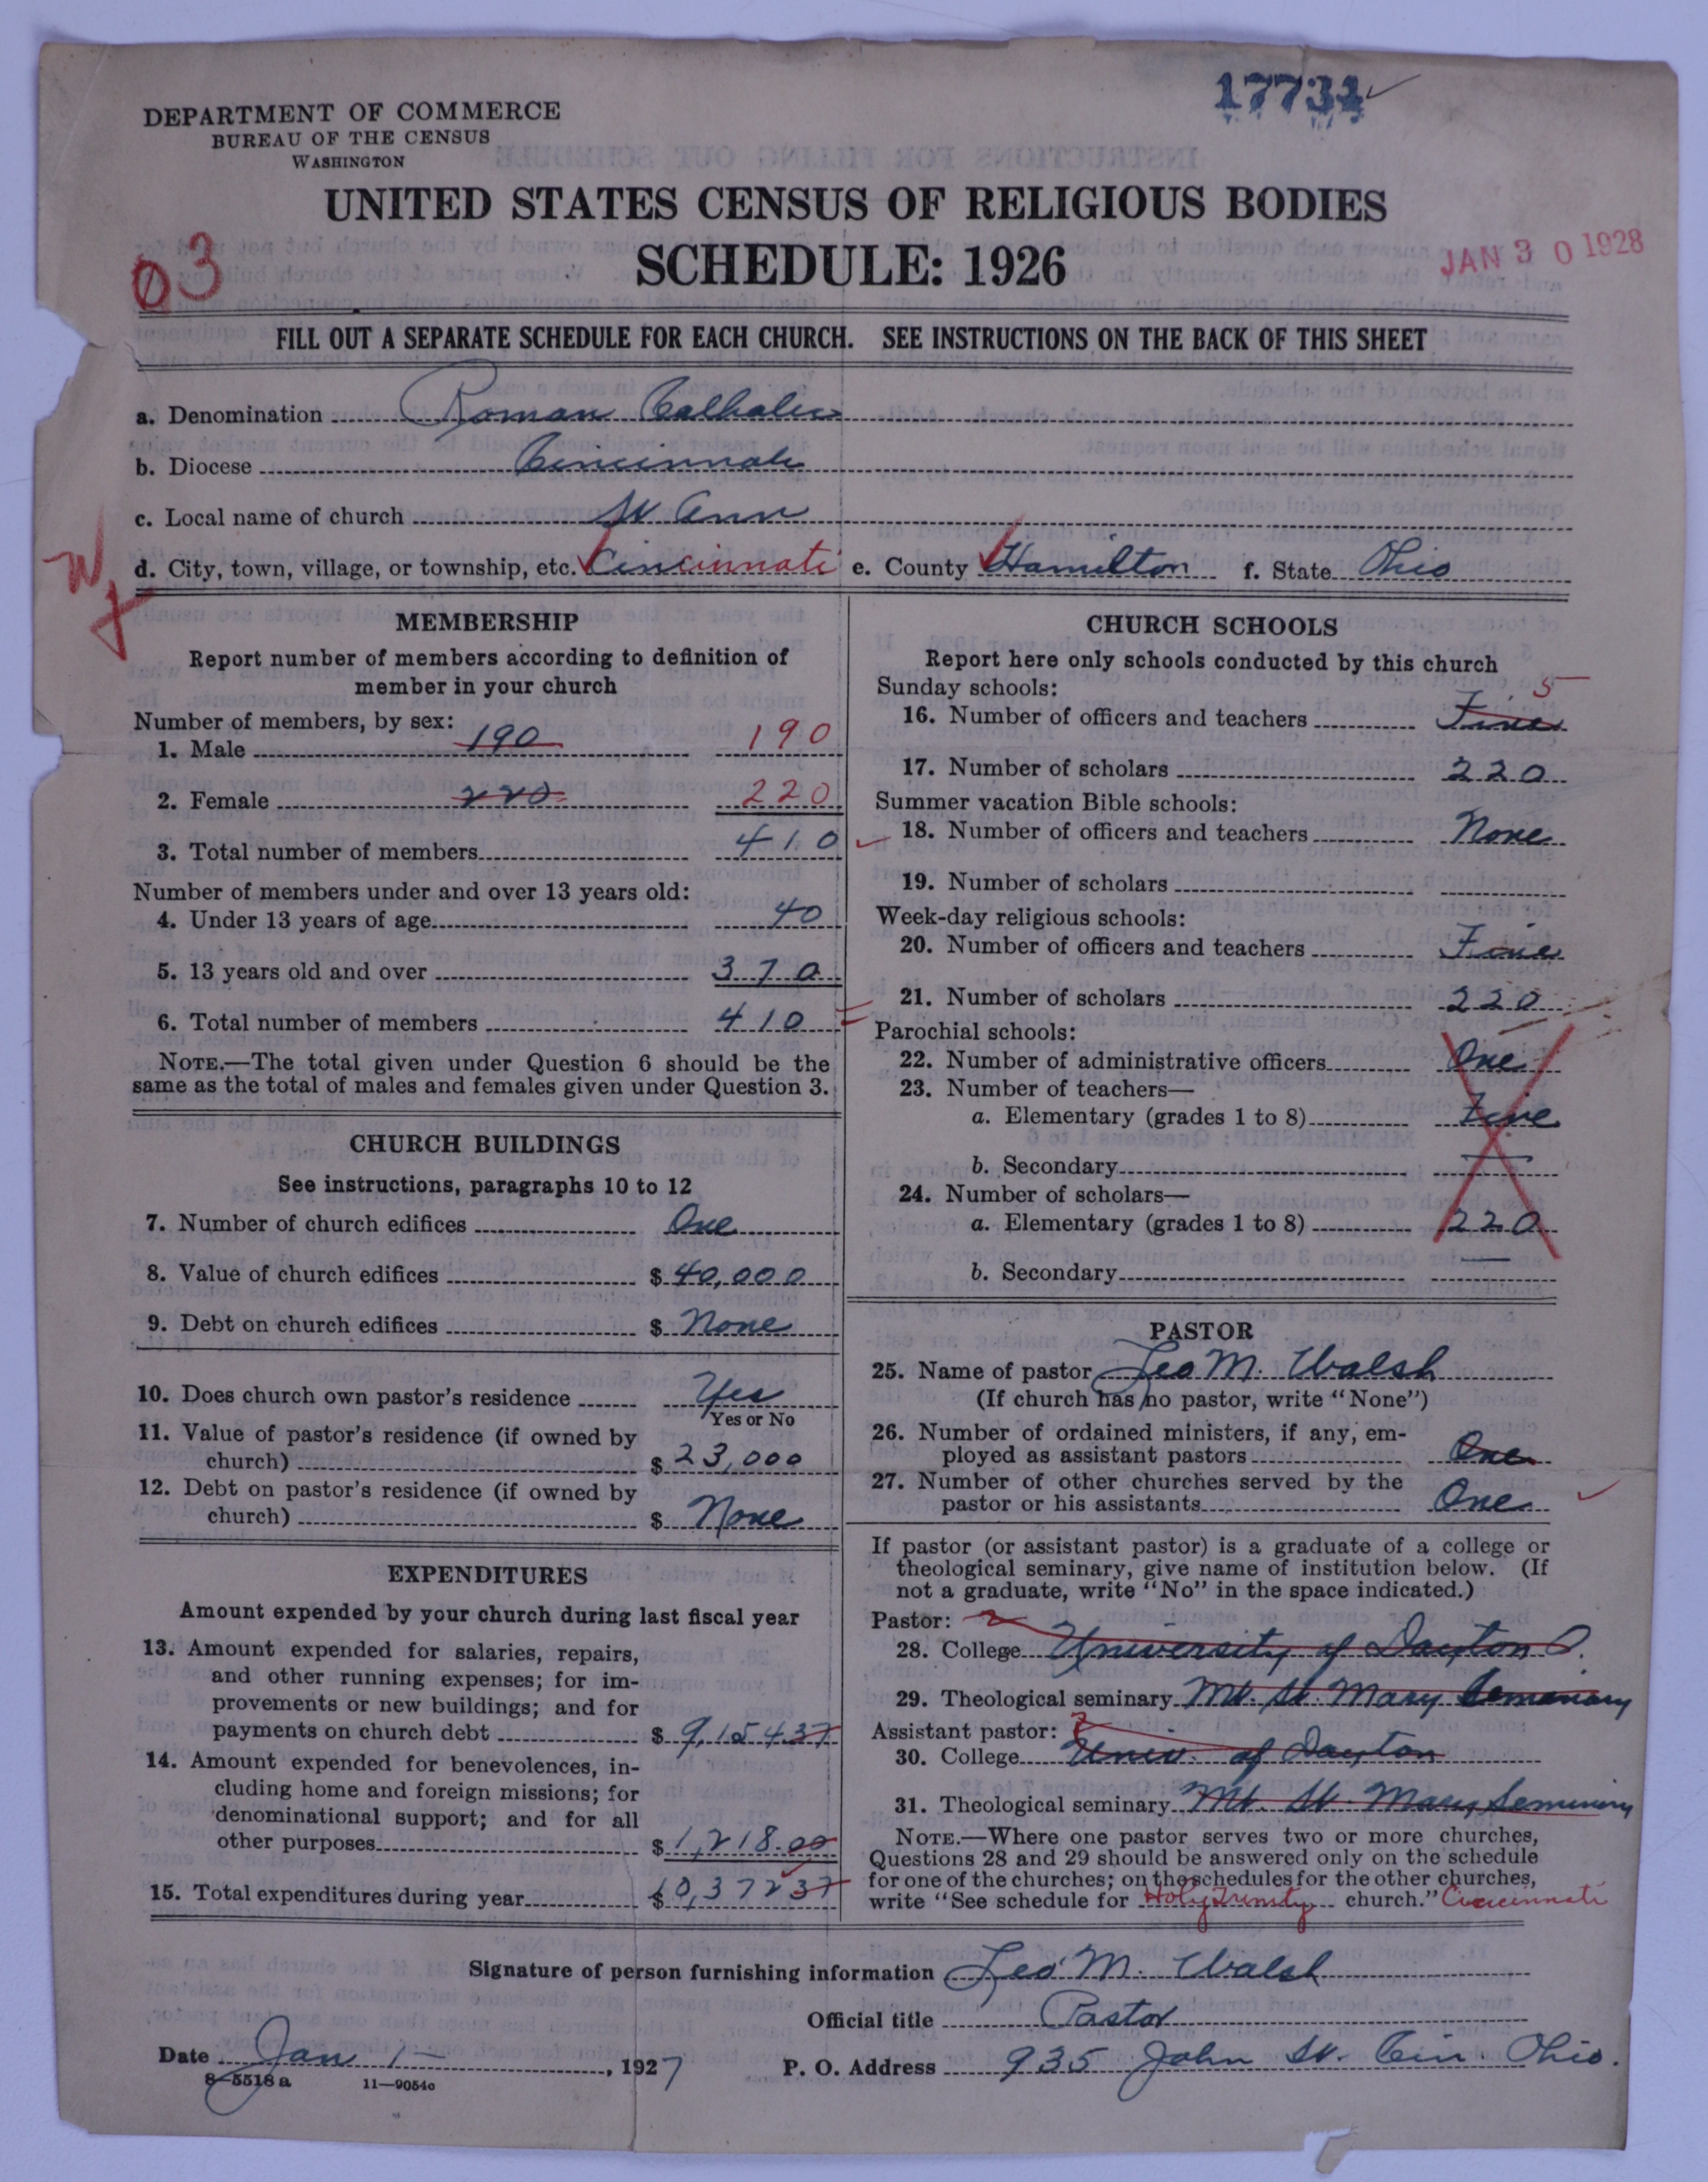 17731
DEPARTMENT OF COMMERCE
BUREAU OF THE CENSUS
WASHINGTON
UNITED STATES CENSUS OF RELIGIOUS BODIES
SCHEDULE: 1926
03
JAN 30 1928
FILL OUT A SEPARATE SCHEDULE FOR EACH CHURCH. SEE INSTRUCTIONS ON THE BACK OF THIS SHEET
a. Denomination Roman Catholic
b. Diocese Cincinnati
c. Local name of church St Ann
d. City, town, village, or township, etc. Cincinnati e. County Hamilton f. State Ohio
MEMBERSHIP
Report number of members according to definition of
member in your church
Number of members, by sex:
1. Male 190 190
2. Female 220 220
3. Total number of members 410
Number of members under and over 13 years old:
4. Under 13 years of age 40
5. 13 years old and over 370
6. Total number of members 410
NOTE.—The total given under Question 6 should be the
same as the total of males and females given under Question 3.
CHURCH BUILDINGS
See instructions, paragraphs 10 to 12
7. Number of church edifices One
8. Value of church edifices $ 40,000
9. Debt on church edifices $ None
10. Does church own pastor's residence Yes
Yes or No
11. Value of pastor's residence (if owned by
church) $ 23,000
12. Debt on pastor's residence (if owned by
church) $ None
EXPENDITURES
Amount expended by your church during last fiscal year
13. Amount expended for salaries, repairs,
and other running expenses; for im-
provements or new buildings; and for
payments on church debt $ 9,154.37
14. Amount expended for benevolences, in-
cluding home and foreign missions; for
denominational support; and for all
other purposes $ 1,218.00
15. Total expenditures during year $ 10,372.37
CHURCH SCHOOLS
Report here only schools conducted by this church
Sunday schools: 5
16. Number of officers and teachers Five
17. Number of scholars 220
Summer vacation Bible schools:
18. Number of officers and teachers None
19. Number of scholars
Week-day religious schools:
20. Number of officers and teachers Five
21. Number of scholars 220
Parochial schools:
22. Number of administrative officers One
23. Number of teachers—
a. Elementary (grades 1 to 8) Five
b. Secondary —
24. Number of scholars—
a. Elementary (grades 1 to 8) 220
b. Secondary —
PASTOR
25. Name of pastor Leo M. Walsh
(If church has no pastor, write "None")
26. Number of ordained ministers, if any, em-
ployed as assistant pastors One
27. Number of other churches served by the
pastor or his assistants One
If pastor (or assistant pastor) is a graduate of a college or
theological seminary, give name of institution below. (If
not a graduate, write "No" in the space indicated.)
Pastor: 2
28. College University of Dayton O.
29. Theological seminary Mt. St. Mary Seminary
Assistant pastor: 2
30. College Univ. of Dayton
31. Theological seminary Mt. St. Mary Seminary
NOTE.—Where one pastor serves two or more churches,
Questions 28 and 29 should be answered only on the schedule
for one of the churches; on the schedules for the other churches,
write "See schedule for Holy Trinity church." Cincinnati
Signature of person furnishing information Leo M. Walsh
Official title Pastor
Date Jan 1—, 1927 P. O. Address 935 John St. Cin Ohio.
8—5518 a 11—9054c